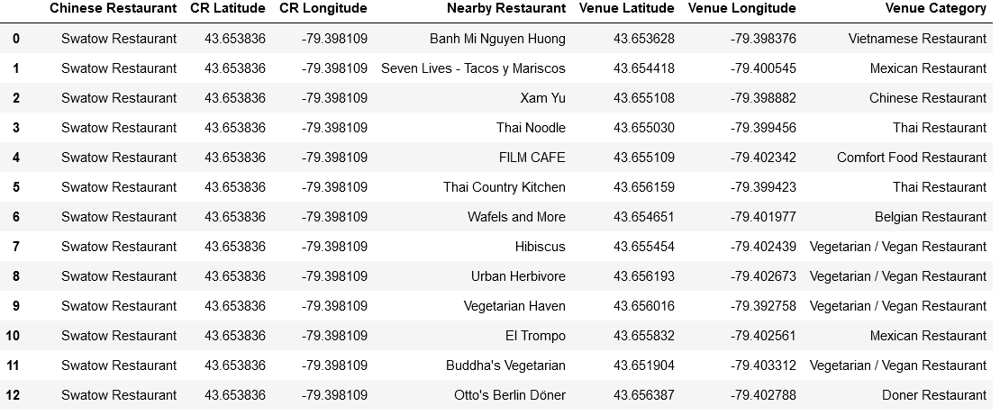 Chinese Restaurant CR Latitude CR Longitude Nearby Restaurant Venue Latitude Venue Longitude Venue Category
0 Swatow Restaurant 43.653836 -79.398109 Banh Mi Nguyen Huong 43.653628 -79.398376 Vietnamese Restaurant
1 Swatow Restaurant 43.653836 -79.398109 Seven Lives - Tacos y Mariscos 43.654418 -79.400545 Mexican Restaurant
2 Swatow Restaurant 43.653836 -79.398109 Xam Yu 43.655108 -79.398882 Chinese Restaurant
3 Swatow Restaurant 43.653836 -79.398109 Thai Noodle 43.655030 -79.399456 Thai Restaurant
4 Swatow Restaurant 43.653836 -79.398109 FILM CAFE 43.655109 -79.402342 Comfort Food Restaurant
5 Swatow Restaurant 43.653836 -79.398109 Thai Country Kitchen 43.656159 -79.399423 Thai Restaurant
6 Swatow Restaurant 43.653836 -79.398109 Wafels and More 43.654651 -79.401977 Belgian Restaurant
7 Swatow Restaurant 43.653836 -79.398109 Hibiscus 43.655454 -79.402439 Vegetarian / Vegan Restaurant
8 Swatow Restaurant 43.653836 -79.398109 Urban Herbivore 43.656193 -79.402673 Vegetarian / Vegan Restaurant
9 Swatow Restaurant 43.653836 -79.398109 Vegetarian Haven 43.656016 -79.392758 Vegetarian / Vegan Restaurant
10 Swatow Restaurant 43.653836 -79.398109 El Trompo 43.655832 -79.402561 Mexican Restaurant
11 Swatow Restaurant 43.653836 -79.398109 Buddha's Vegetarian 43.651904 -79.403312 Vegetarian / Vegan Restaurant
12 Swatow Restaurant 43.653836 -79.398109 Otto's Berlin Döner 43.656387 -79.402788 Doner Restaurant